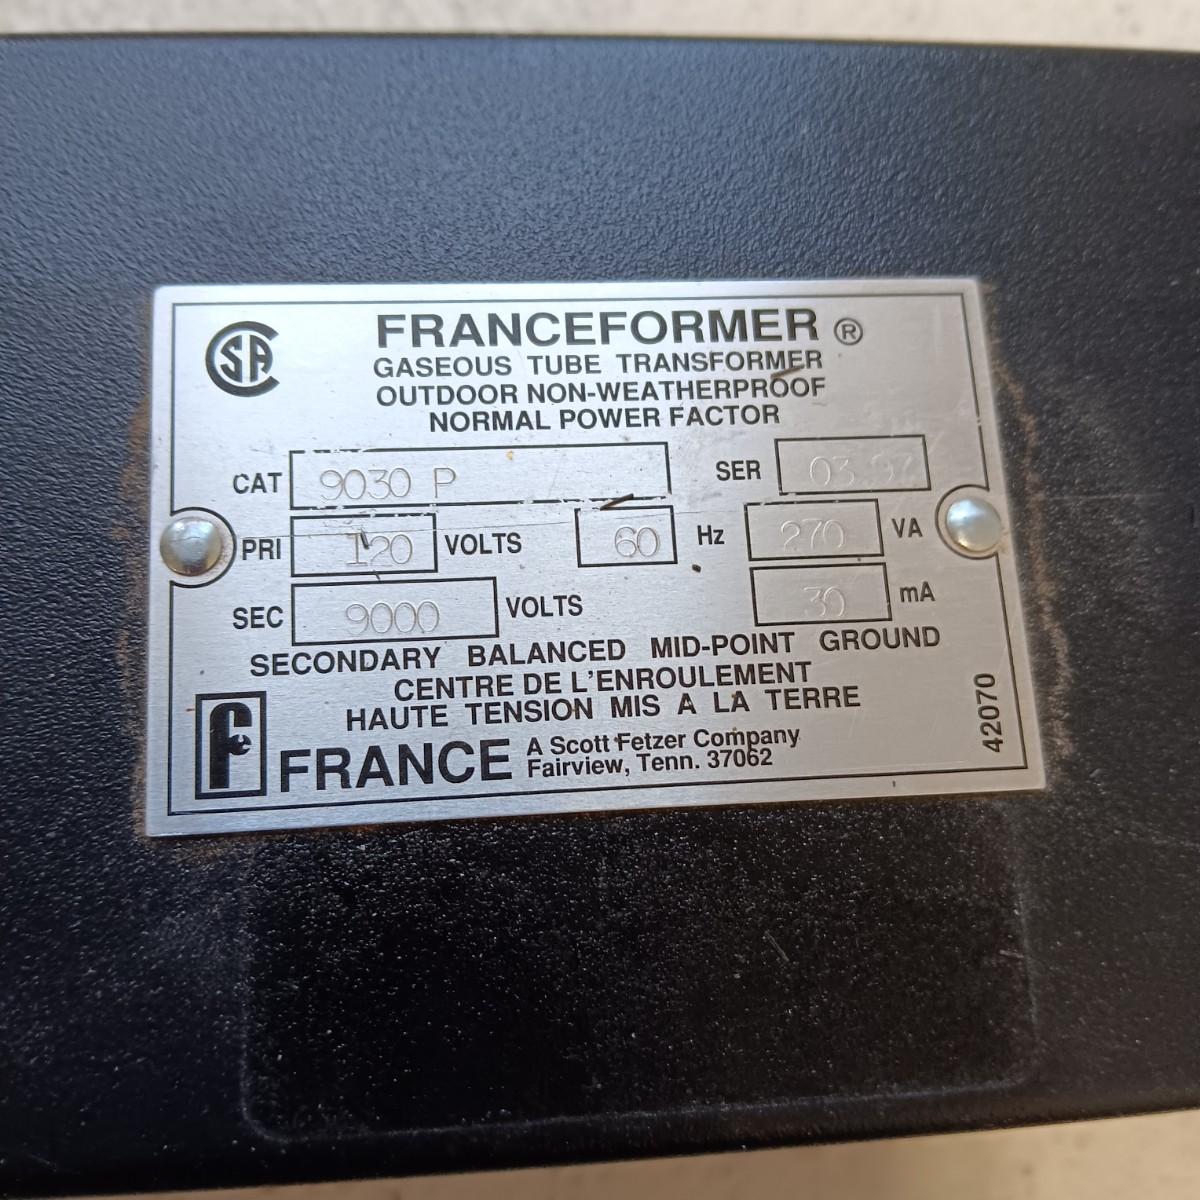 CSA
FRANCEFORMER ®
GASEOUS TUBE TRANSFORMER
OUTDOOR NON-WEATHERPROOF
NORMAL POWER FACTOR
CAT 9030 P SER 03.97
PRI 120 VOLTS 60 Hz 270 VA
SEC 9000 VOLTS 30 mA
SECONDARY BALANCED MID-POINT GROUND
CENTRE DE L'ENROULEMENT
HAUTE TENSION MIS A LA TERRE
F FRANCE A Scott Fetzer Company
Fairview, Tenn. 37062
42070